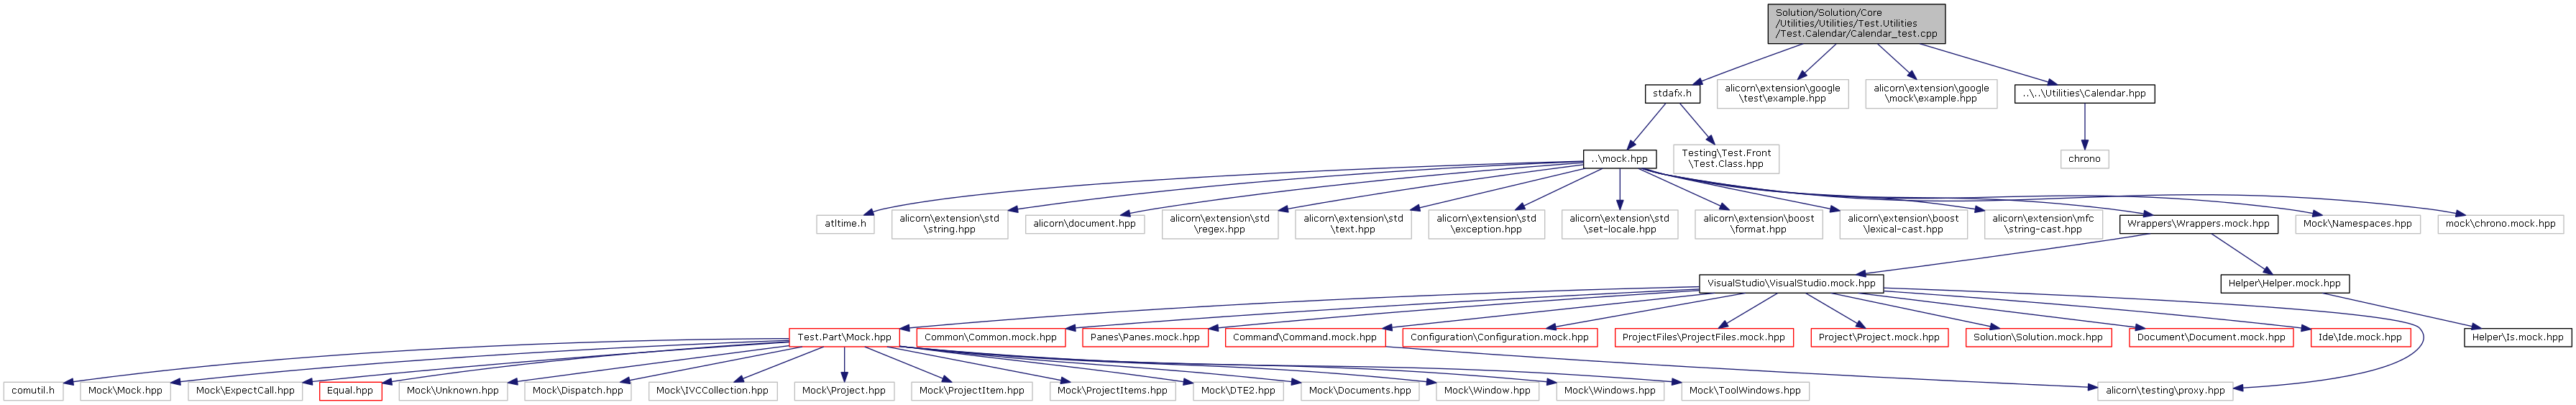 Solution/Solution/Core
/Utilities/Utilities/Test.Utilities
/Test.Calendar/Calendar_test.cpp
stdafx.h
alicorn\extension\google
\test\example.hpp
alicorn\extension\google
\mock\example.hpp
..\..\Utilities\Calendar.hpp
..\mock.hpp
Testing\Test.Front
\Test.Class.hpp
chrono
atltime.h
alicorn\extension\std
\string.hpp
alicorn\document.hpp
alicorn\extension\std
\regex.hpp
alicorn\extension\std
\text.hpp
alicorn\extension\std
\exception.hpp
alicorn\extension\std
\set-locale.hpp
alicorn\extension\boost
\format.hpp
alicorn\extension\boost
\lexical-cast.hpp
alicorn\extension\mfc
\string-cast.hpp
Wrappers\Wrappers.mock.hpp
Mock\Namespaces.hpp
mock\chrono.mock.hpp
VisualStudio\VisualStudio.mock.hpp
Helper\Helper.mock.hpp
Test.Part\Mock.hpp
Common\Common.mock.hpp
Panes\Panes.mock.hpp
Command\Command.mock.hpp
Configuration\Configuration.mock.hpp
ProjectFiles\ProjectFiles.mock.hpp
Project\Project.mock.hpp
Solution\Solution.mock.hpp
Document\Document.mock.hpp
Ide\Ide.mock.hpp
Helper\Is.mock.hpp
comutil.h
Mock\Mock.hpp
Mock\ExpectCall.hpp
Equal.hpp
Mock\Unknown.hpp
Mock\Dispatch.hpp
Mock\IVCCollection.hpp
Mock\Project.hpp
Mock\ProjectItem.hpp
Mock\ProjectItems.hpp
Mock\DTE2.hpp
Mock\Documents.hpp
Mock\Window.hpp
Mock\Windows.hpp
Mock\ToolWindows.hpp
alicorn\testing\proxy.hpp